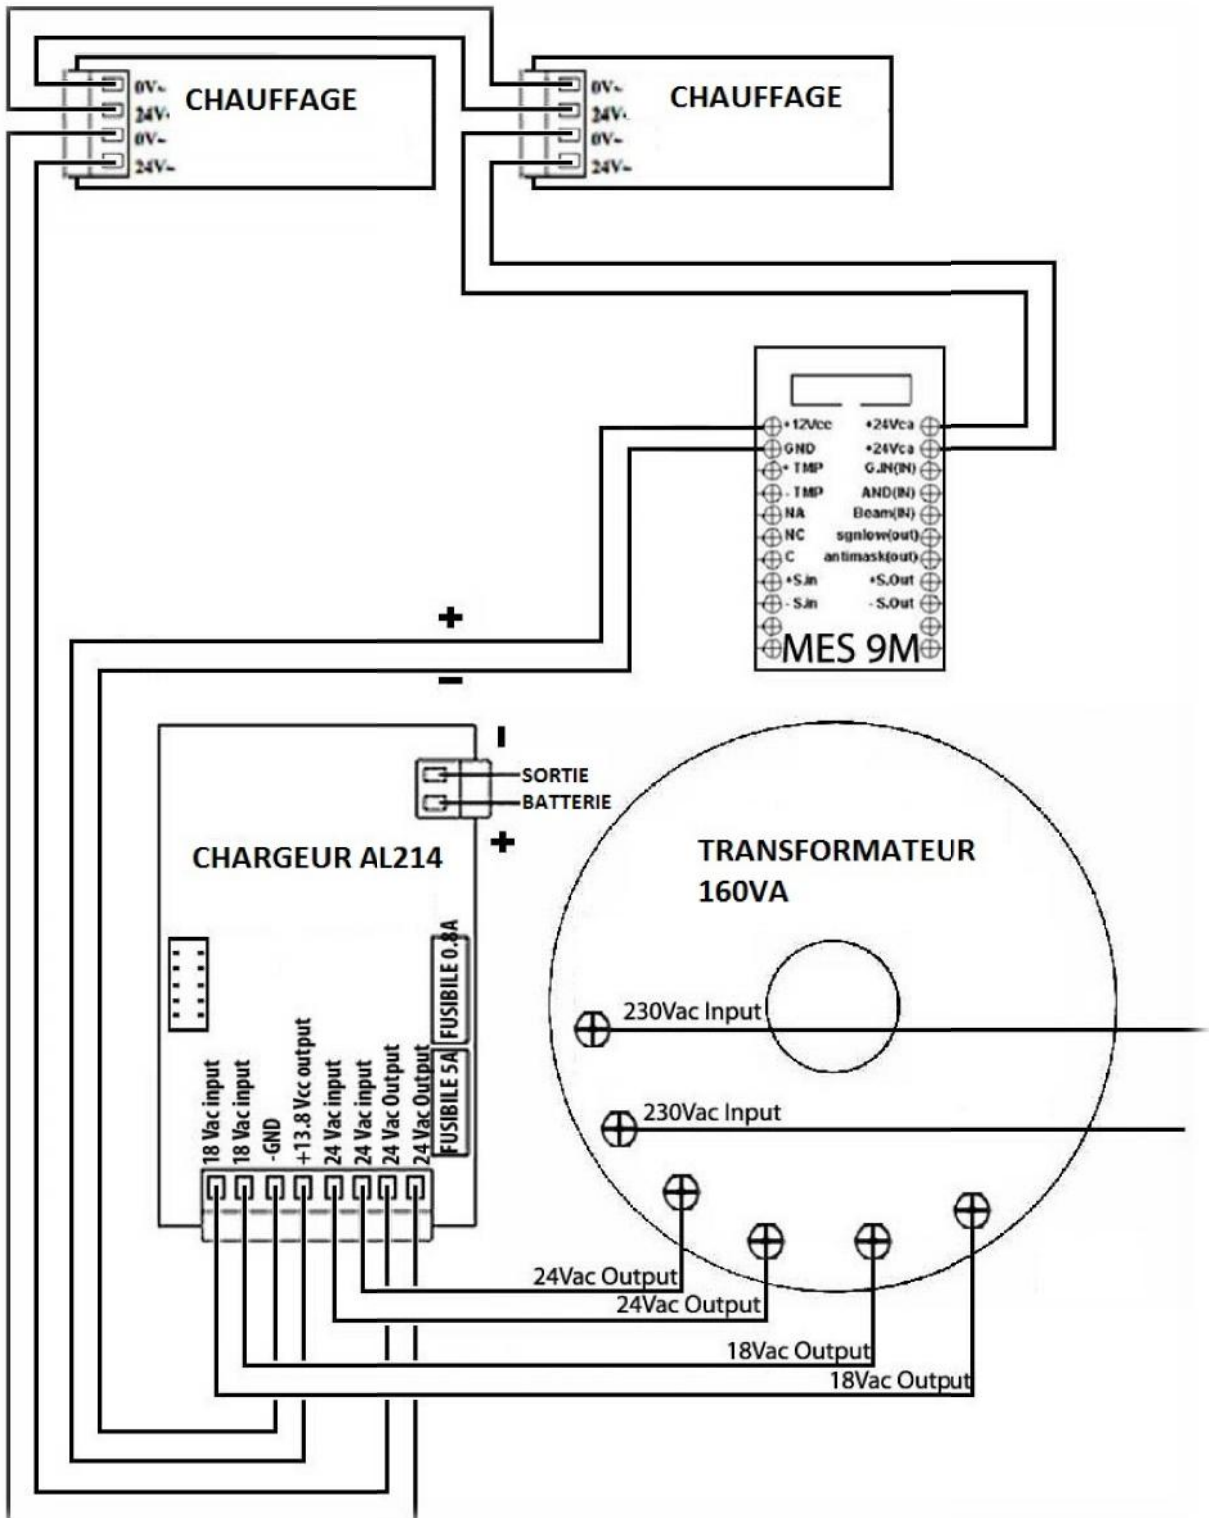 0V~
24V~
0V~
24V~
CHAUFFAGE
0V~
24V~
0V~
24V~
CHAUFFAGE
+12Vcc
GND
+ TMP
- TMP
NA
NC
C
+S.in
- S.in
+24Vca
+24Vca
G.IN(IN)
AND(IN)
Beam(IN)
sgnlow(out)
antimask(out)
+S.Out
- S.Out
MES 9M
+
-
-
SORTIE
BATTERIE
+
CHARGEUR AL214
FUSIBILE 0.8A
FUSIBILE 5A
18 Vac input
18 Vac input
-GND
+13.8 Vcc output
24 Vac input
24 Vac input
24 Vac Output
24 Vac Output
TRANSFORMATEUR
160VA
230Vac Input
230Vac Input
24Vac Output
24Vac Output
18Vac Output
18Vac Output